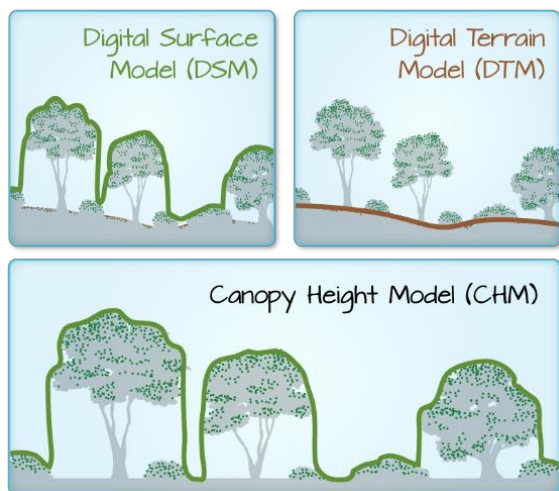 Digital Surface
Model (DSM)
Digital Terrain
Model (DTM)
Canopy Height Model (CHM)